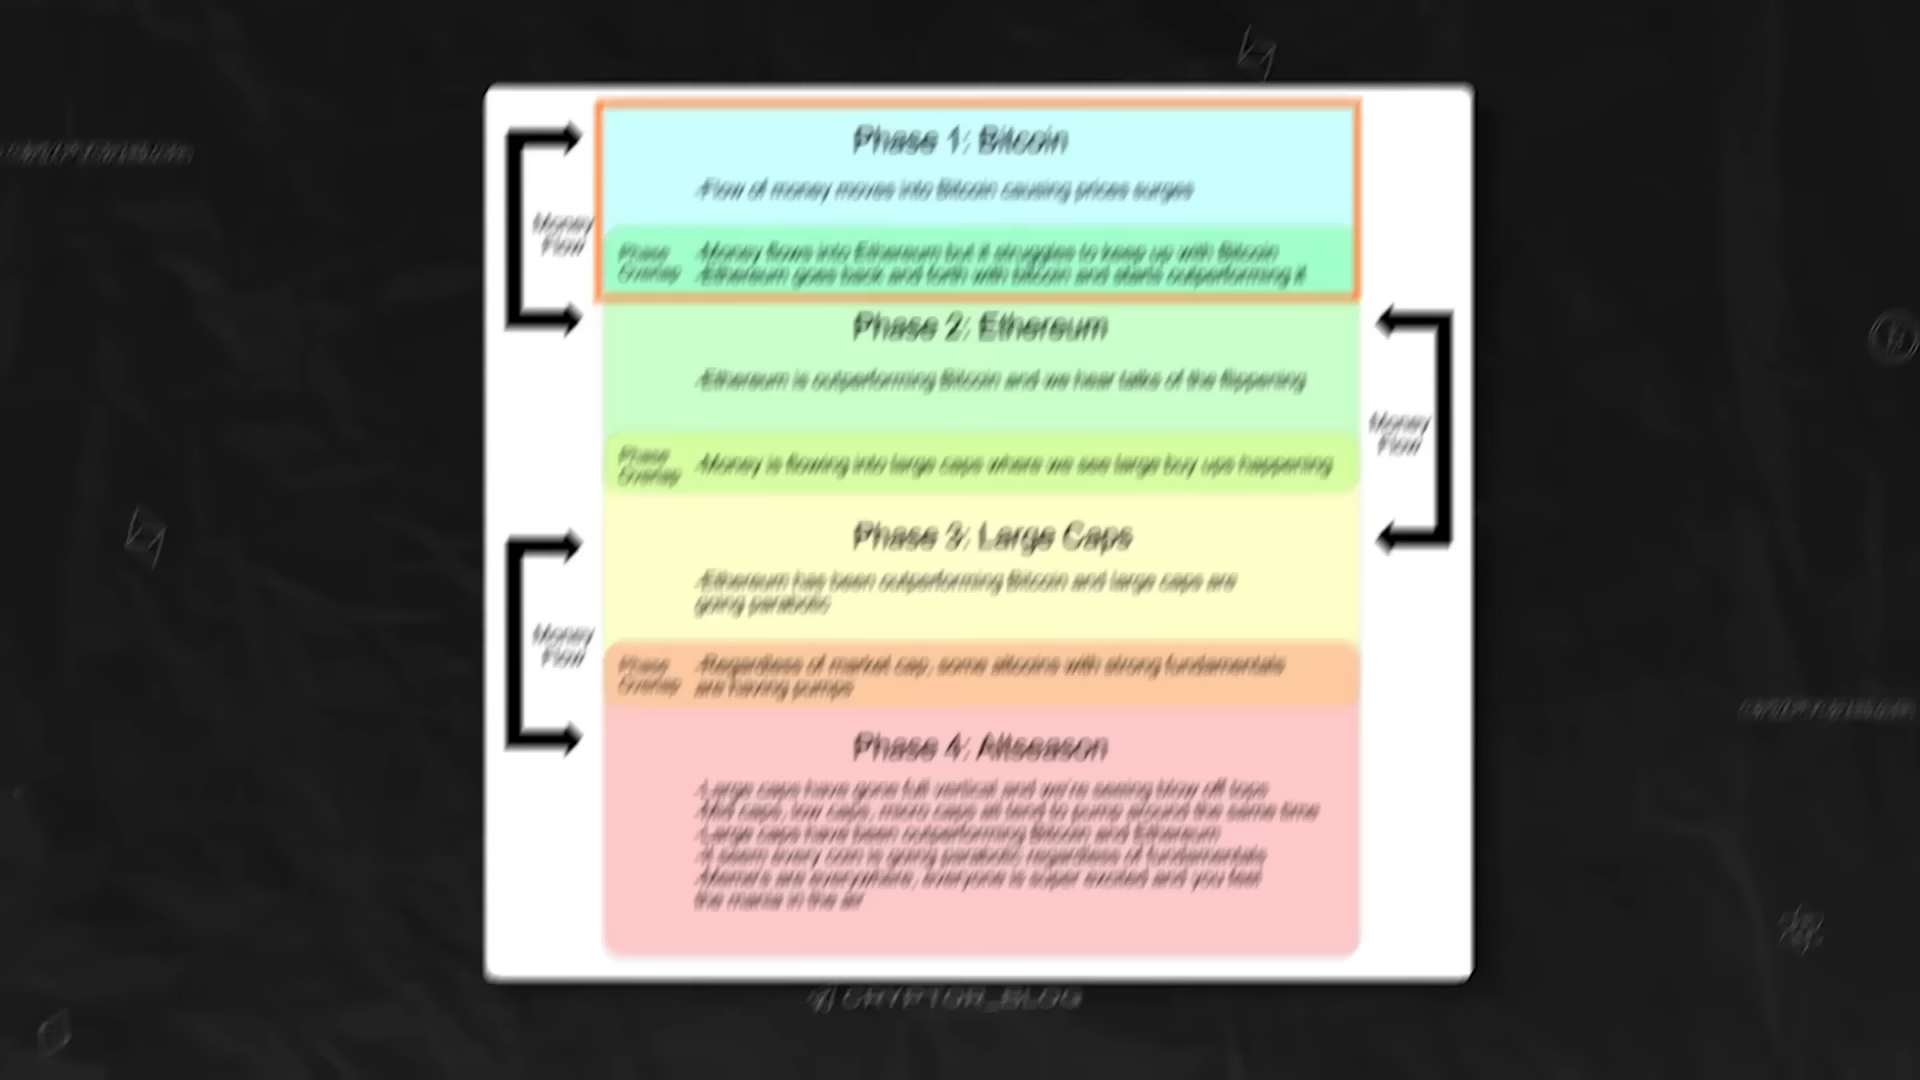 Phase 1: Bitcoin
-Flow of money moves into Bitcoin causing prices surges
Money
Flow
Phase
Overlay
-Money flows into Ethereum but it struggles to keep up with Bitcoin
-Ethereum goes back and forth with bitcoin and starts outperforming it
Phase 2: Ethereum
-Ethereum is outperforming Bitcoin and we hear talks of the flippening
Money
Flow
Phase
Overlay
-Money is flowing into large caps where we see large buy ups happening
Phase 3: Large Caps
-Ethereum has been outperforming Bitcoin and large caps are
going parabolic
Money
Flow
Phase
Overlay
-Regardless of market cap, some altcoins with strong fundamentals
are having pumps
Phase 4: Altseason
-Large caps have gone full vertical and we're seeing blow off tops
-Mid caps, low caps, micro caps all tend to pump around the same time
-Large caps have been outperforming Bitcoin and Ethereum
every coin is going parabolic regardless of fundamentals
are everywhere, everyone is super excited and you feel
the mania in the air
@CRYPTOR_BLOG